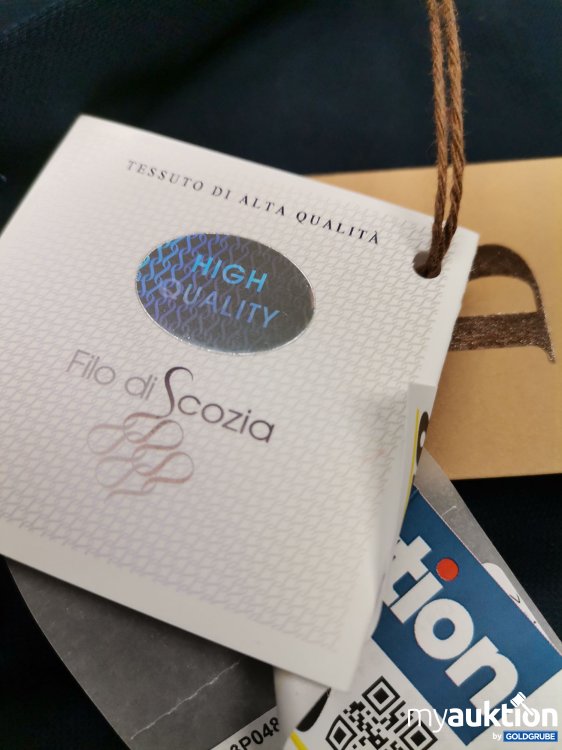 TESSUTO DI ALTA QUALITÀ
HIGH
QUALITY
Filo di Scozia
tion
myauktion
by GOLDGRUBE